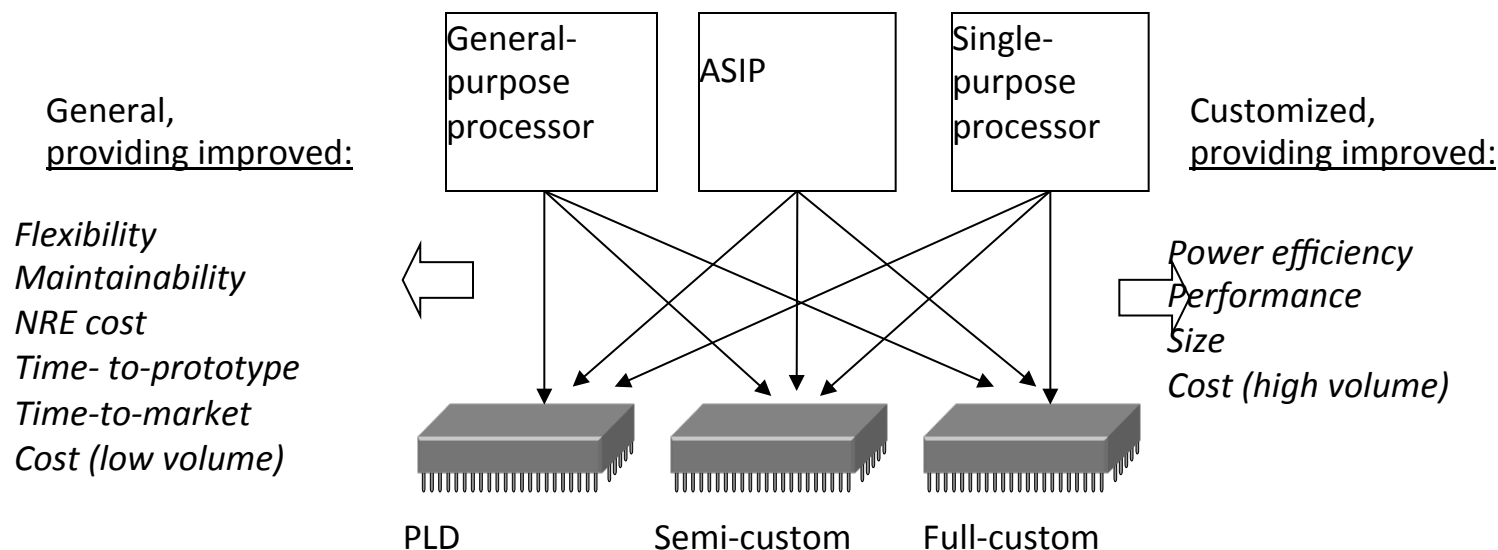 General-
purpose
processor
ASIP
Single-
purpose
processor
General,
providing improved:
Customized,
providing improved:
Flexibility
Maintainability
NRE cost
Time- to-prototype
Time-to-market
Cost (low volume)
Power efficiency
Performance
Size
Cost (high volume)
PLD
Semi-custom
Full-custom